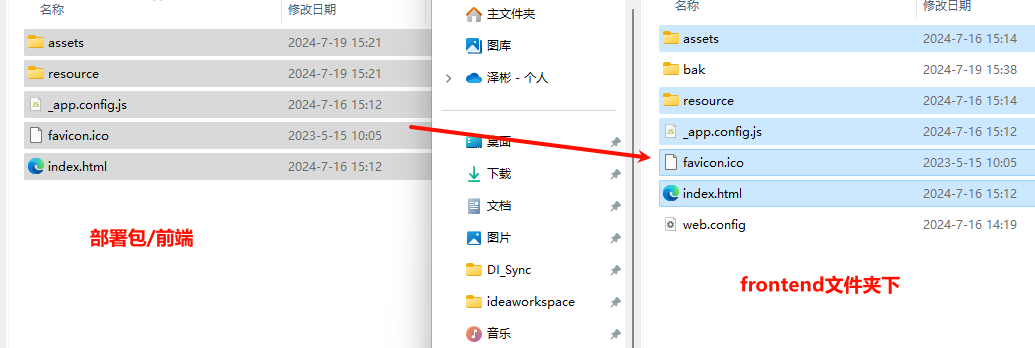 名称 修改日期
assets 2024-7-19 15:21
resource 2024-7-19 15:21
_app.config.js 2024-7-16 15:12
favicon.ico 2023-5-15 10:05
index.html 2024-7-16 15:12
部署包/前端
主文件夹
图库
泽彬 - 个人
桌面
下载
文档
图片
DI_Sync
ideaworkspace
音乐
名称 修改日期
assets 2024-7-16 15:14
bak 2024-7-19 15:38
resource 2024-7-16 15:14
_app.config.js 2024-7-16 15:12
favicon.ico 2023-5-15 10:05
index.html 2024-7-16 15:12
web.config 2024-7-16 14:19
frontend文件夹下